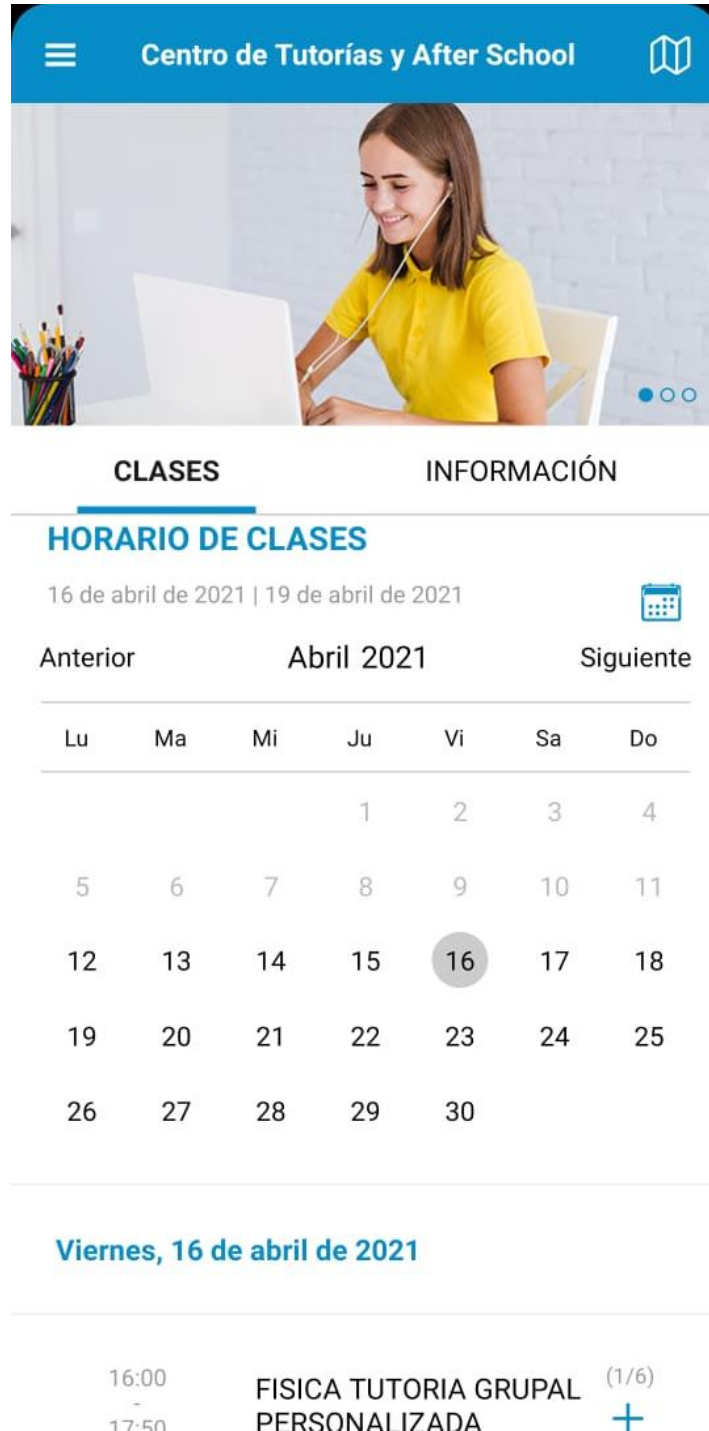 Centro de Tutorías y After School
CLASES INFORMACIÓN
HORARIO DE CLASES
16 de abril de 2021 | 19 de abril de 2021
Anterior Abril 2021 Siguiente
Lu Ma Mi Ju Vi Sa Do
1 2 3 4
5 6 7 8 9 10 11
12 13 14 15 16 17 18
19 20 21 22 23 24 25
26 27 28 29 30
Viernes, 16 de abril de 2021
16:00 FISICA TUTORIA GRUPAL (1/6)
-
17:50 PERSONALIZADA +